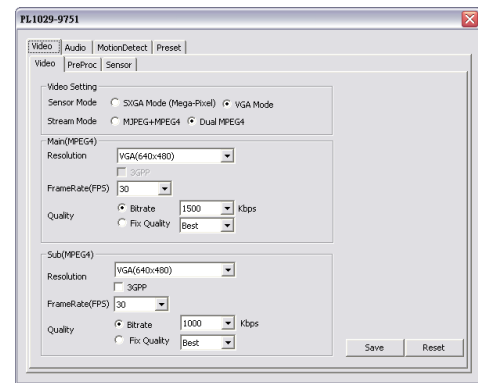 PL1029-9751
Video Audio MotionDetect Preset
Video PreProc Sensor
Video Setting
Sensor Mode SXGA Mode (Mega-Pixel) VGA Mode
Stream Mode MJPEG+MPEG4 Dual MPEG4
Main(MPEG4)
Resolution VGA(640x480)
3GPP
FrameRate(FPS) 30
Quality Bitrate 1500 Kbps
Fix Quality Best
Sub(MPEG4)
Resolution VGA(640x480)
3GPP
FrameRate(FPS) 30
Quality Bitrate 1000 Kbps
Fix Quality Best
Save Reset